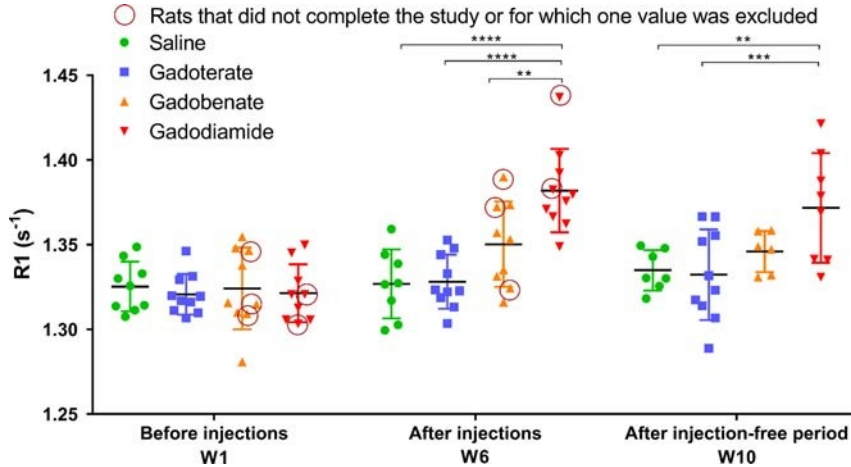 Rats that did not complete the study or for which one value was excluded
Saline
Gadoterate
Gadobenate
Gadodiamide
****
****
**
**
***
R1 (s-1)
1.45
1.40
1.35
1.30
1.25
Before injections
W1
After injections
W6
After injection-free period
W10